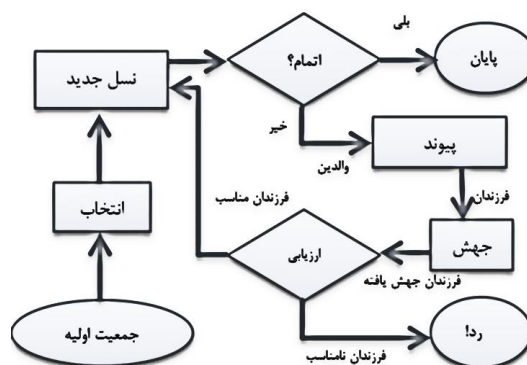 بلی
نسل جدید
اتمام؟
پایان
خیر
والدین
پیوند
انتخاب
فرزندان مناسب
فرزندان
جهش
ارزیابی
فرزندان جهش یافته
جمعیت اولیه
رد!
فرزندان نامناسب